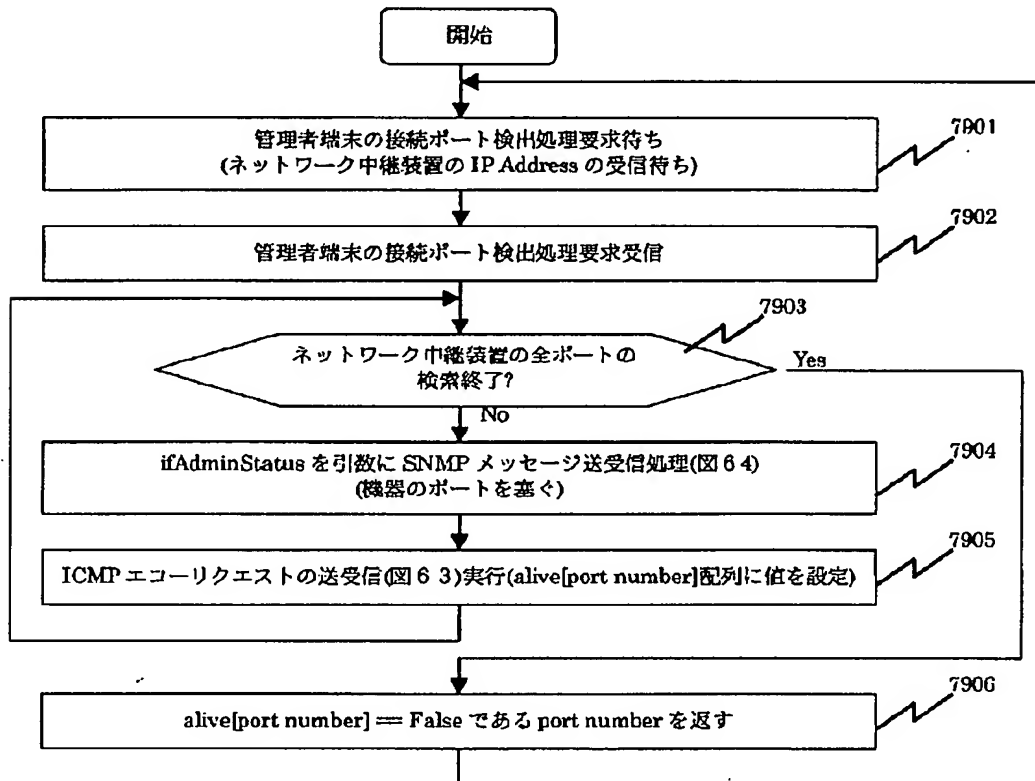 開始
管理者端末の接続ポート検出処理要求待ち
(ネットワーク中継装置の IP Address の受信待ち)
7901
管理者端末の接続ポート検出処理要求受信
7902
ネットワーク中継装置の全ポートの
検索終了?
7903
Yes
No
ifAdminStatus を引数に SNMP メッセージ送受信処理(図64)
(機器のポートを塞ぐ)
7904
ICMP エコーリクエストの送受信(図63)実行(alive[port number]配列に値を設定)
7905
alive[port number] == False である port number を返す
7906